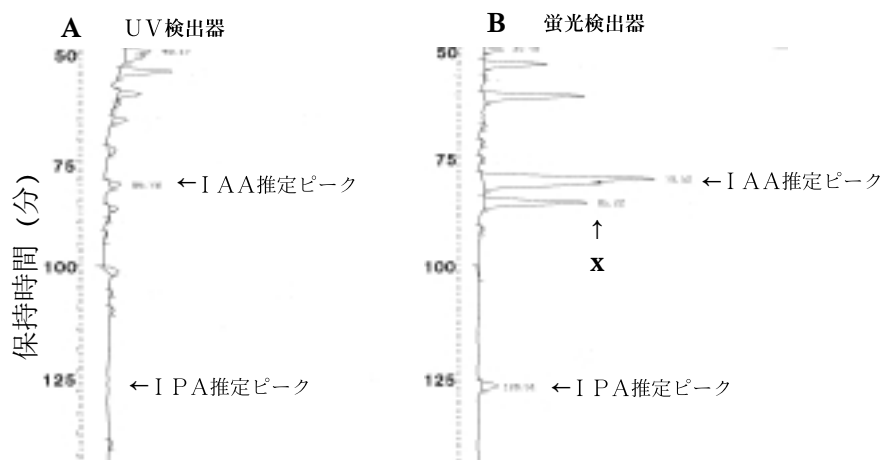 A UV検出器
50
75
←IAA推定ピーク
100
125
←IPA推定ピーク
保持時間 (分)
B 蛍光検出器
50
75
←IAA推定ピーク
↑
x
100
125
←IPA推定ピーク